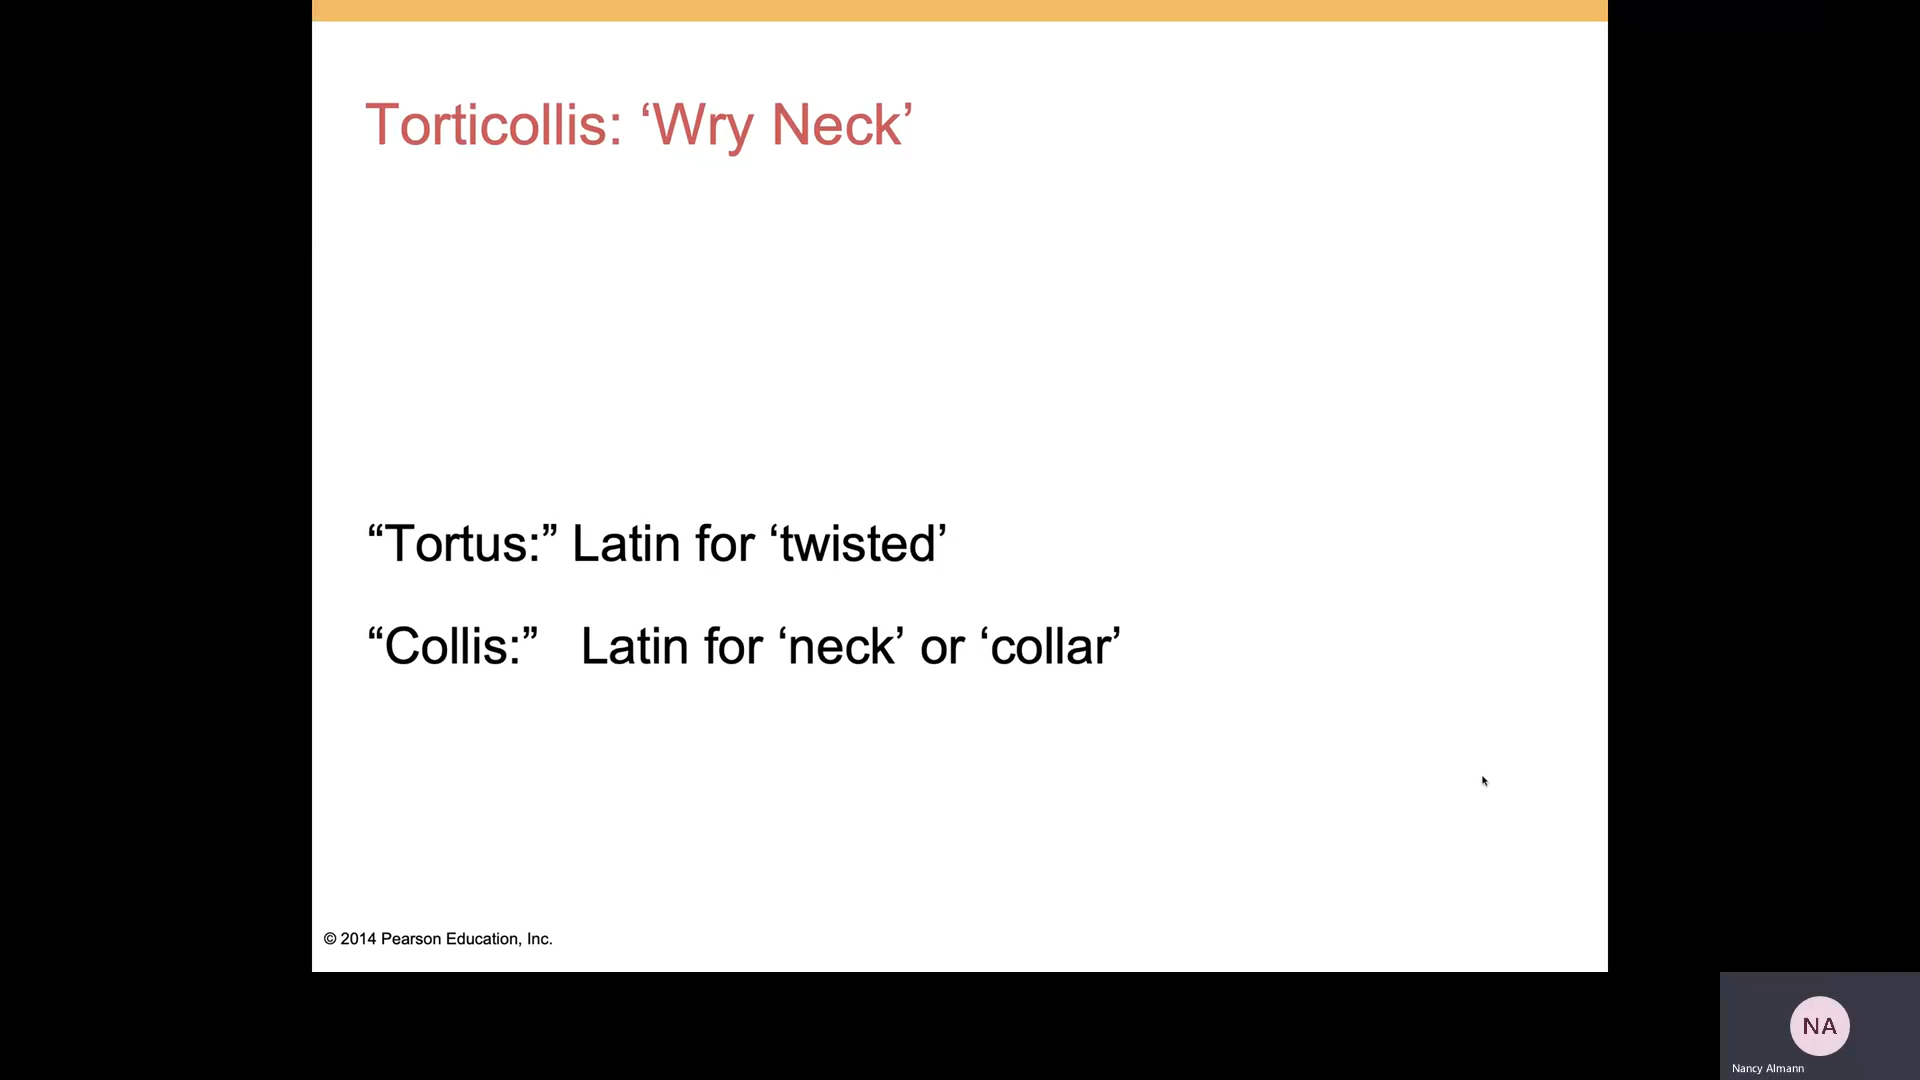 Torticollis: ‘Wry Neck’
“Tortus:” Latin for ‘twisted’
“Collis:” Latin for ‘neck’ or ‘collar’
© 2014 Pearson Education, Inc.
NA
Nancy Almann